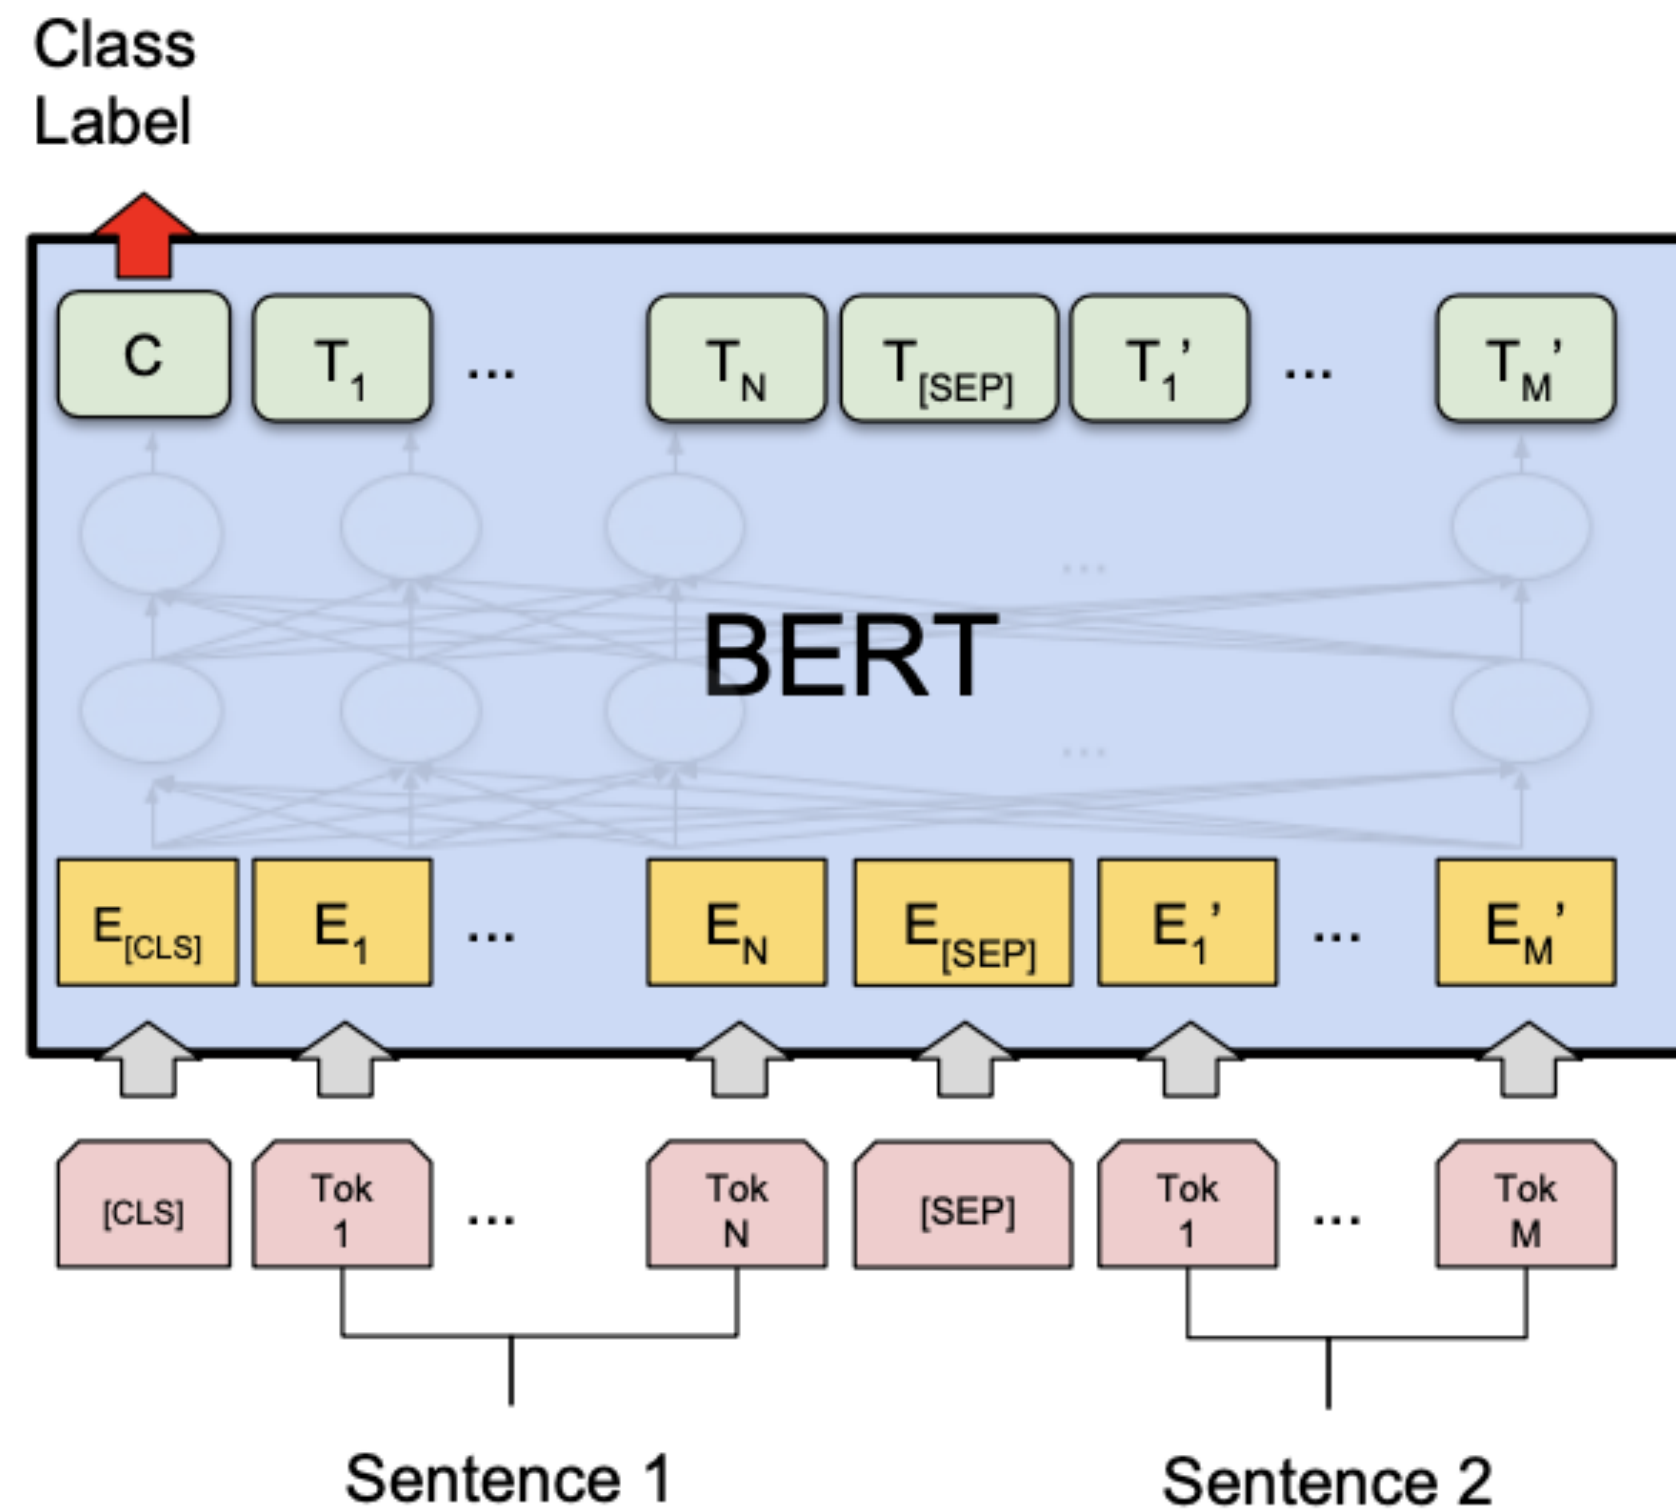 Class
Label
C T1 ... TN T[SEP] T1’ ... TM’
...
BERT
...
E[CLS] E1 ... EN E[SEP] E1’ ... EM’
[CLS] Tok 1 ... Tok N [SEP] Tok 1 ... Tok M
Sentence 1 Sentence 2